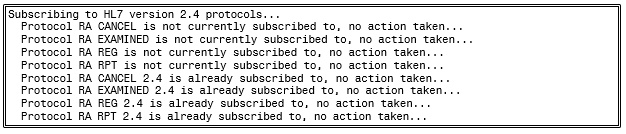 Subscribing to HL7 version 2.4 protocols...
Protocol RA CANCEL is not currently subscribed to, no action taken...
Protocol RA EXAMINED is not currently subscribed to, no action taken...
Protocol RA REG is not currently subscribed to, no action taken...
Protocol RA RPT is not currently subscribed to, no action taken...
Protocol RA CANCEL 2.4 is already subscribed to, no action taken...
Protocol RA EXAMINED 2.4 is already subscribed to, no action taken...
Protocol RA REG 2.4 is already subscribed to, no action taken...
Protocol RA RPT 2.4 is already subscribed to, no action taken...